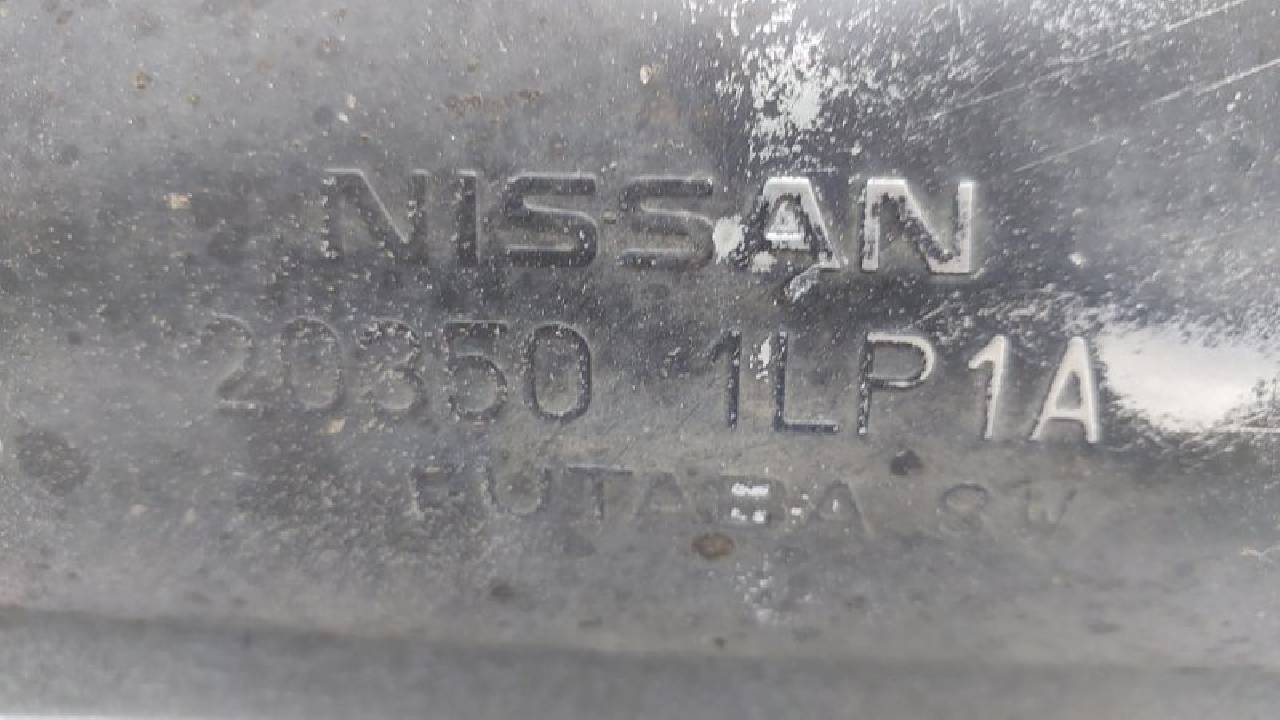 NISSAN
20350 1LP1A
FUTABA SW